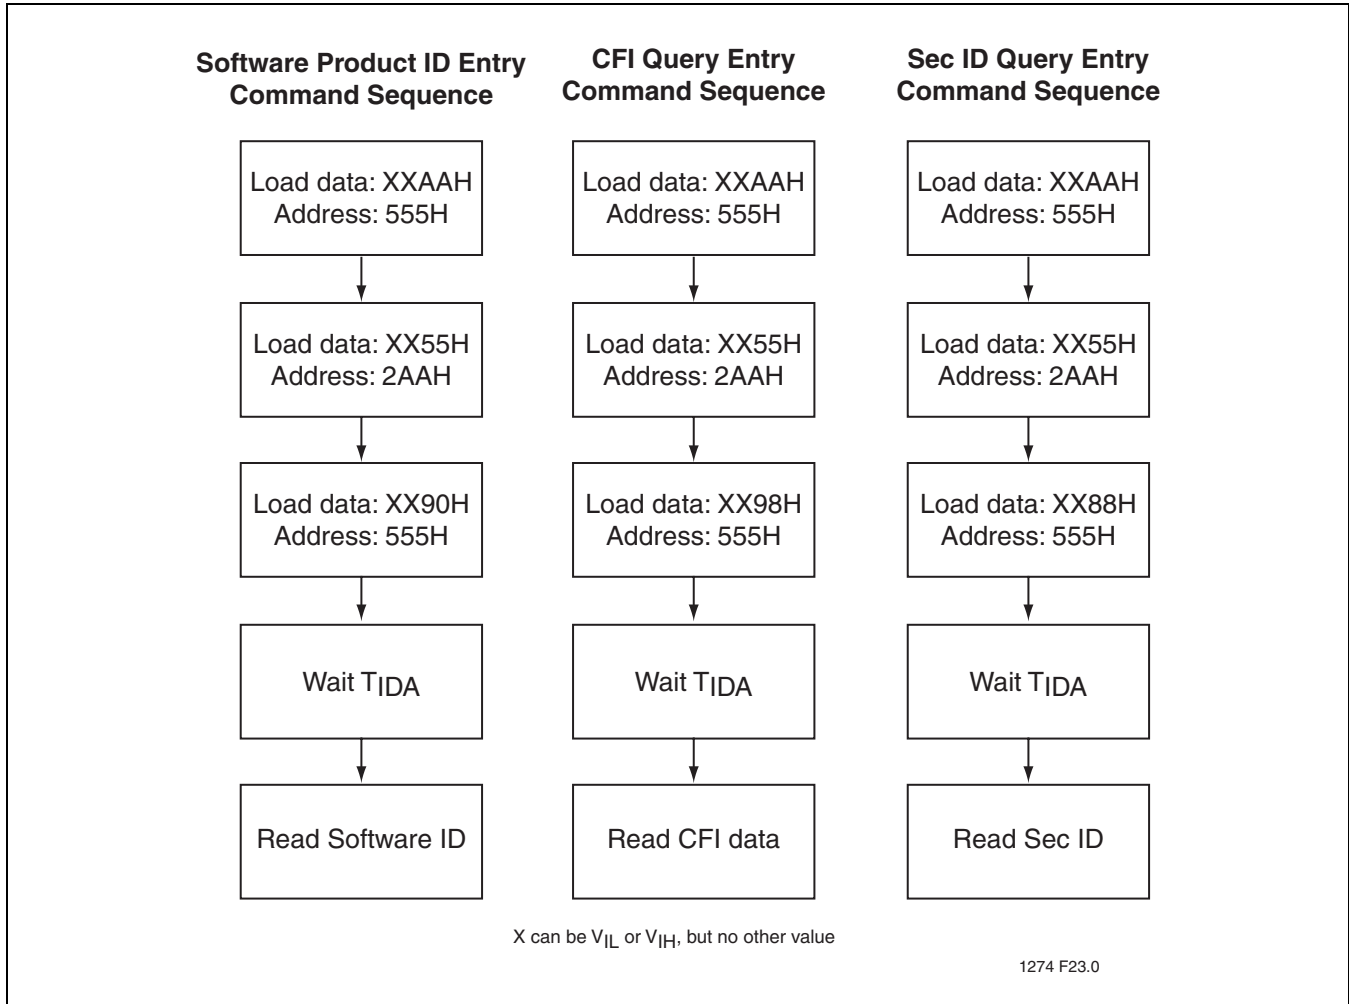 Software Product ID Entry
Command Sequence
Load data: XXAAH
Address: 555H
Load data: XX55H
Address: 2AAH
Load data: XX90H
Address: 555H
Wait TIDA
Read Software ID
CFI Query Entry
Command Sequence
Load data: XXAAH
Address: 555H
Load data: XX55H
Address: 2AAH
Load data: XX98H
Address: 555H
Wait TIDA
Read CFI data
Sec ID Query Entry
Command Sequence
Load data: XXAAH
Address: 555H
Load data: XX55H
Address: 2AAH
Load data: XX88H
Address: 555H
Wait TIDA
Read Sec ID
X can be VIL or VIH, but no other value
1274 F23.0